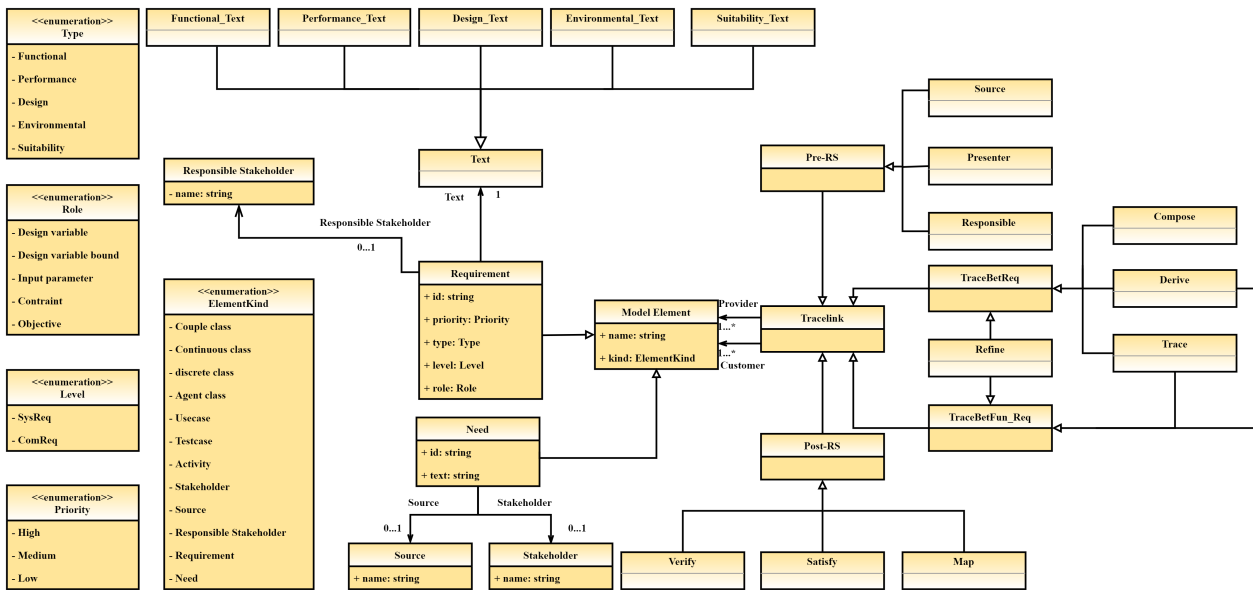 <<enumeration>>
Type
- Functional
- Performance
- Design
- Environmental
- Suitability
Functional_Text
Performance_Text
Design_Text
Environmental_Text
Suitability_Text
<<enumeration>>
Role
- Design variable
- Design variable bound
- Input parameter
- Contraint
- Objective
<<enumeration>>
Level
- SysReq
- ComReq
<<enumeration>>
Priority
- High
- Medium
- Low
Responsible Stakeholder
- name: string
Responsible Stakeholder
0...1
Text
Text
1
<<enumeration>>
ElementKind
- Couple class
- Continuous class
- discrete class
- Agent class
- Usecase
- Testcase
- Activity
- Stakeholder
- Source
- Responsible Stakeholder
- Requirement
- Need
Requirement
+ id: string
+ priority: Priority
+ type: Type
+ level: Level
+ role: Role
Need
+ id: string
+ text: string
Source
Stakeholder
0...1
0...1
Source
+ name: string
Stakeholder
+ name: string
Model Element
+ name: string
+ kind: ElementKind
Provider
1...*
1...*
Customer
Tracelink
Pre-RS
Source
Presenter
Responsible
TraceBetReq
Refine
TraceBetFun_Req
Compose
Derive
Trace
Post-RS
Verify
Satisfy
Map